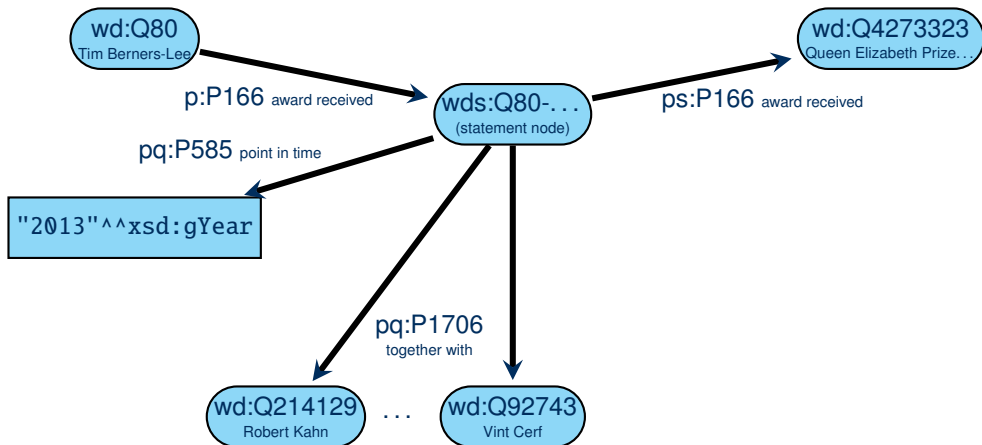 wd:Q80
Tim Berners-Lee
wd:Q4273323
Queen Elizabeth Prize...
p:P166 award received
wds:Q80-...
(statement node)
ps:P166 award received
pq:P585 point in time
"2013"^^xsd:gYear
pq:P1706
together with
wd:Q214129
Robert Kahn
...
wd:Q92743
Vint Cerf